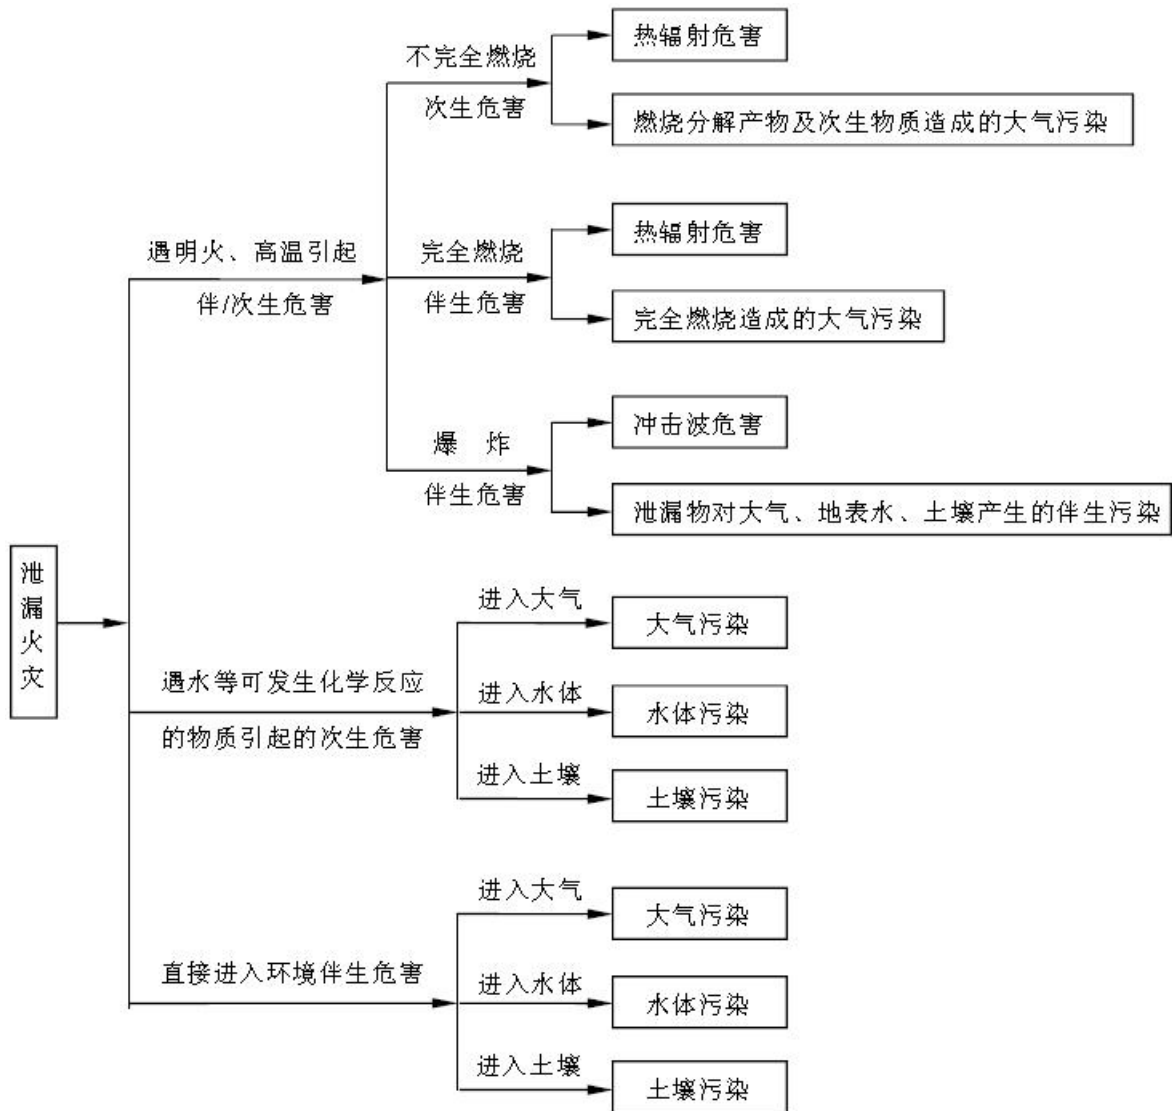 热辐射危害
不完全燃烧
次生危害
燃烧分解产物及次生物质造成的大气污染
遇明火、高温引起
伴/次生危害
完全燃烧
伴生危害
热辐射危害
完全燃烧造成的大气污染
爆 炸
伴生危害
冲击波危害
泄漏物对大气、地表水、土壤产生的伴生污染
泄漏火灾
遇水等可发生化学反应
的物质引起的次生危害
进入大气
大气污染
进入水体
水体污染
进入土壤
土壤污染
直接进入环境伴生危害
进入大气
大气污染
进入水体
水体污染
进入土壤
土壤污染